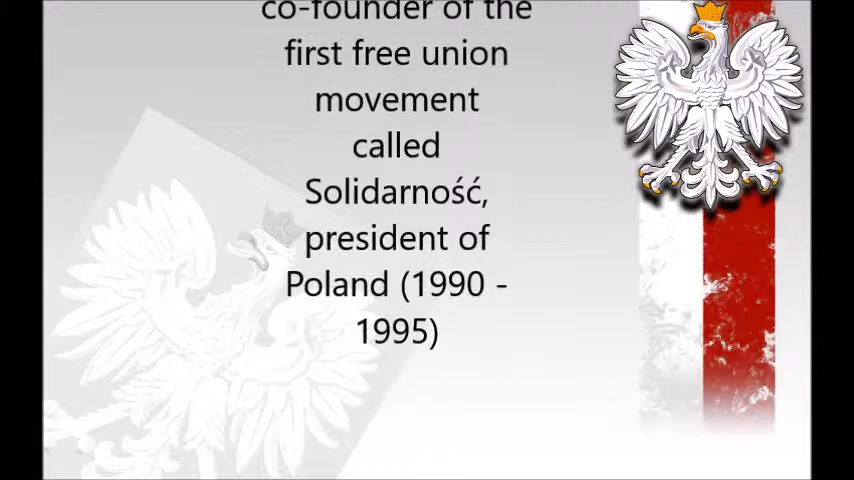 co-founder of the
first free union
movement
called
Solidarność,
president of
Poland (1990 -
1995)